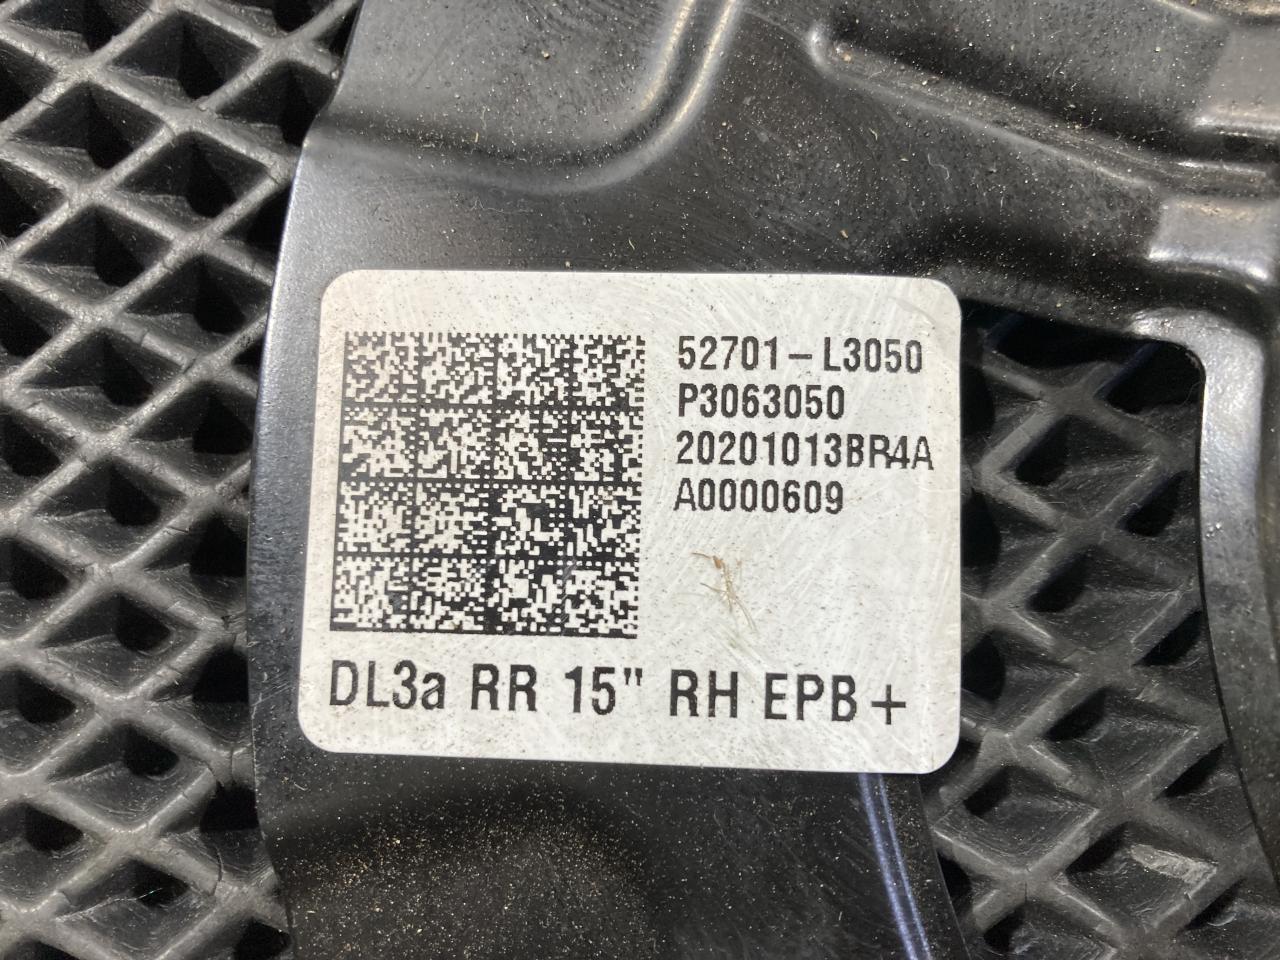 52701-L3050
P3063050
20201013BR4A
A0000609
DL3a RR 15" RH EPB+